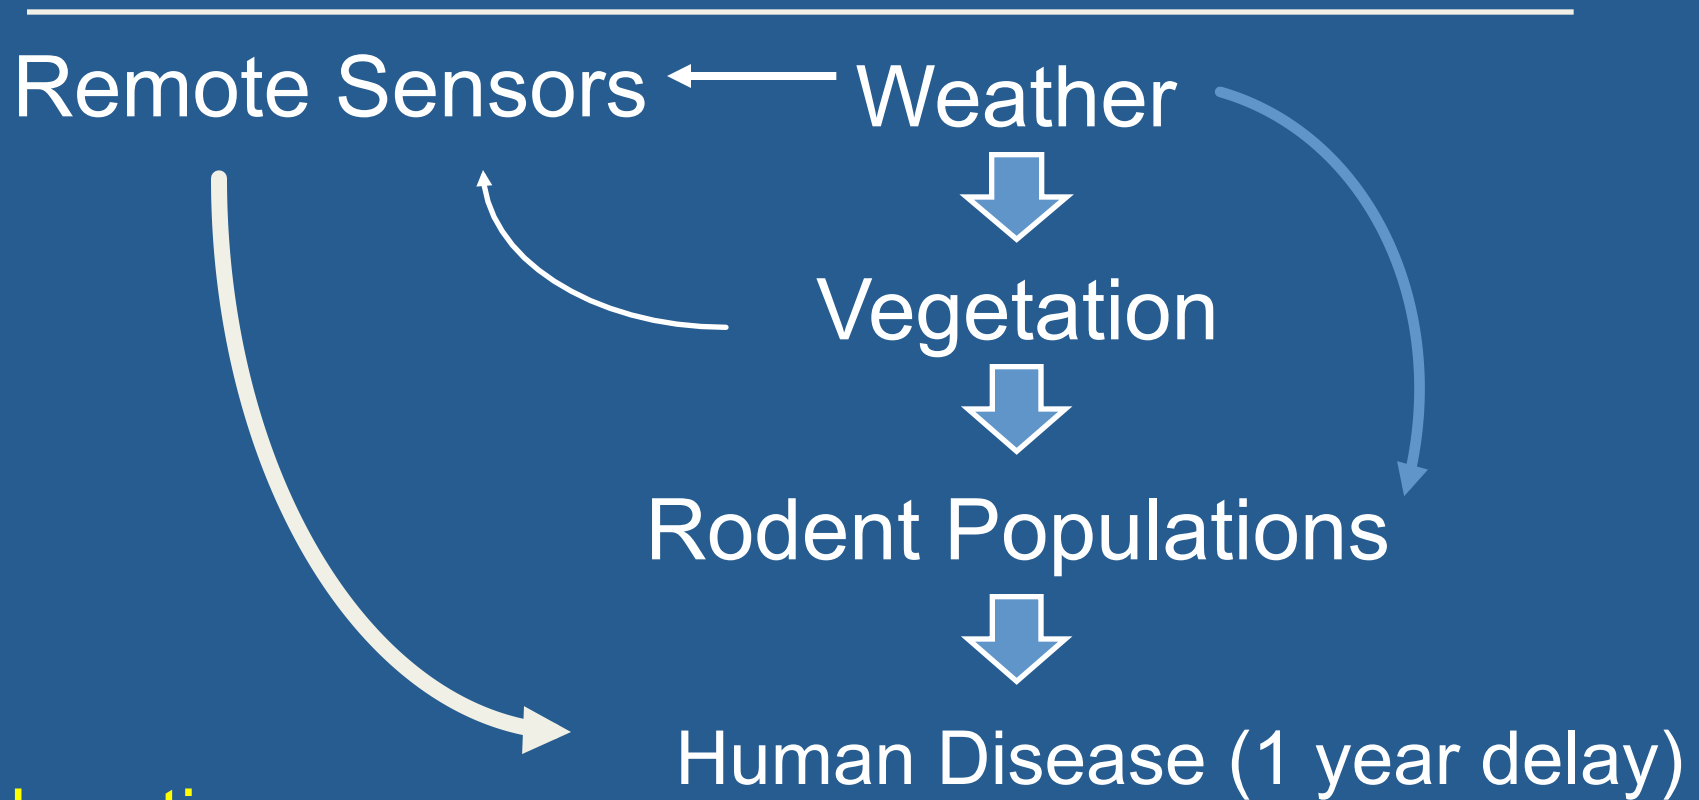 Remote Sensors
Weather
Vegetation
Rodent Populations
Human Disease (1 year delay)